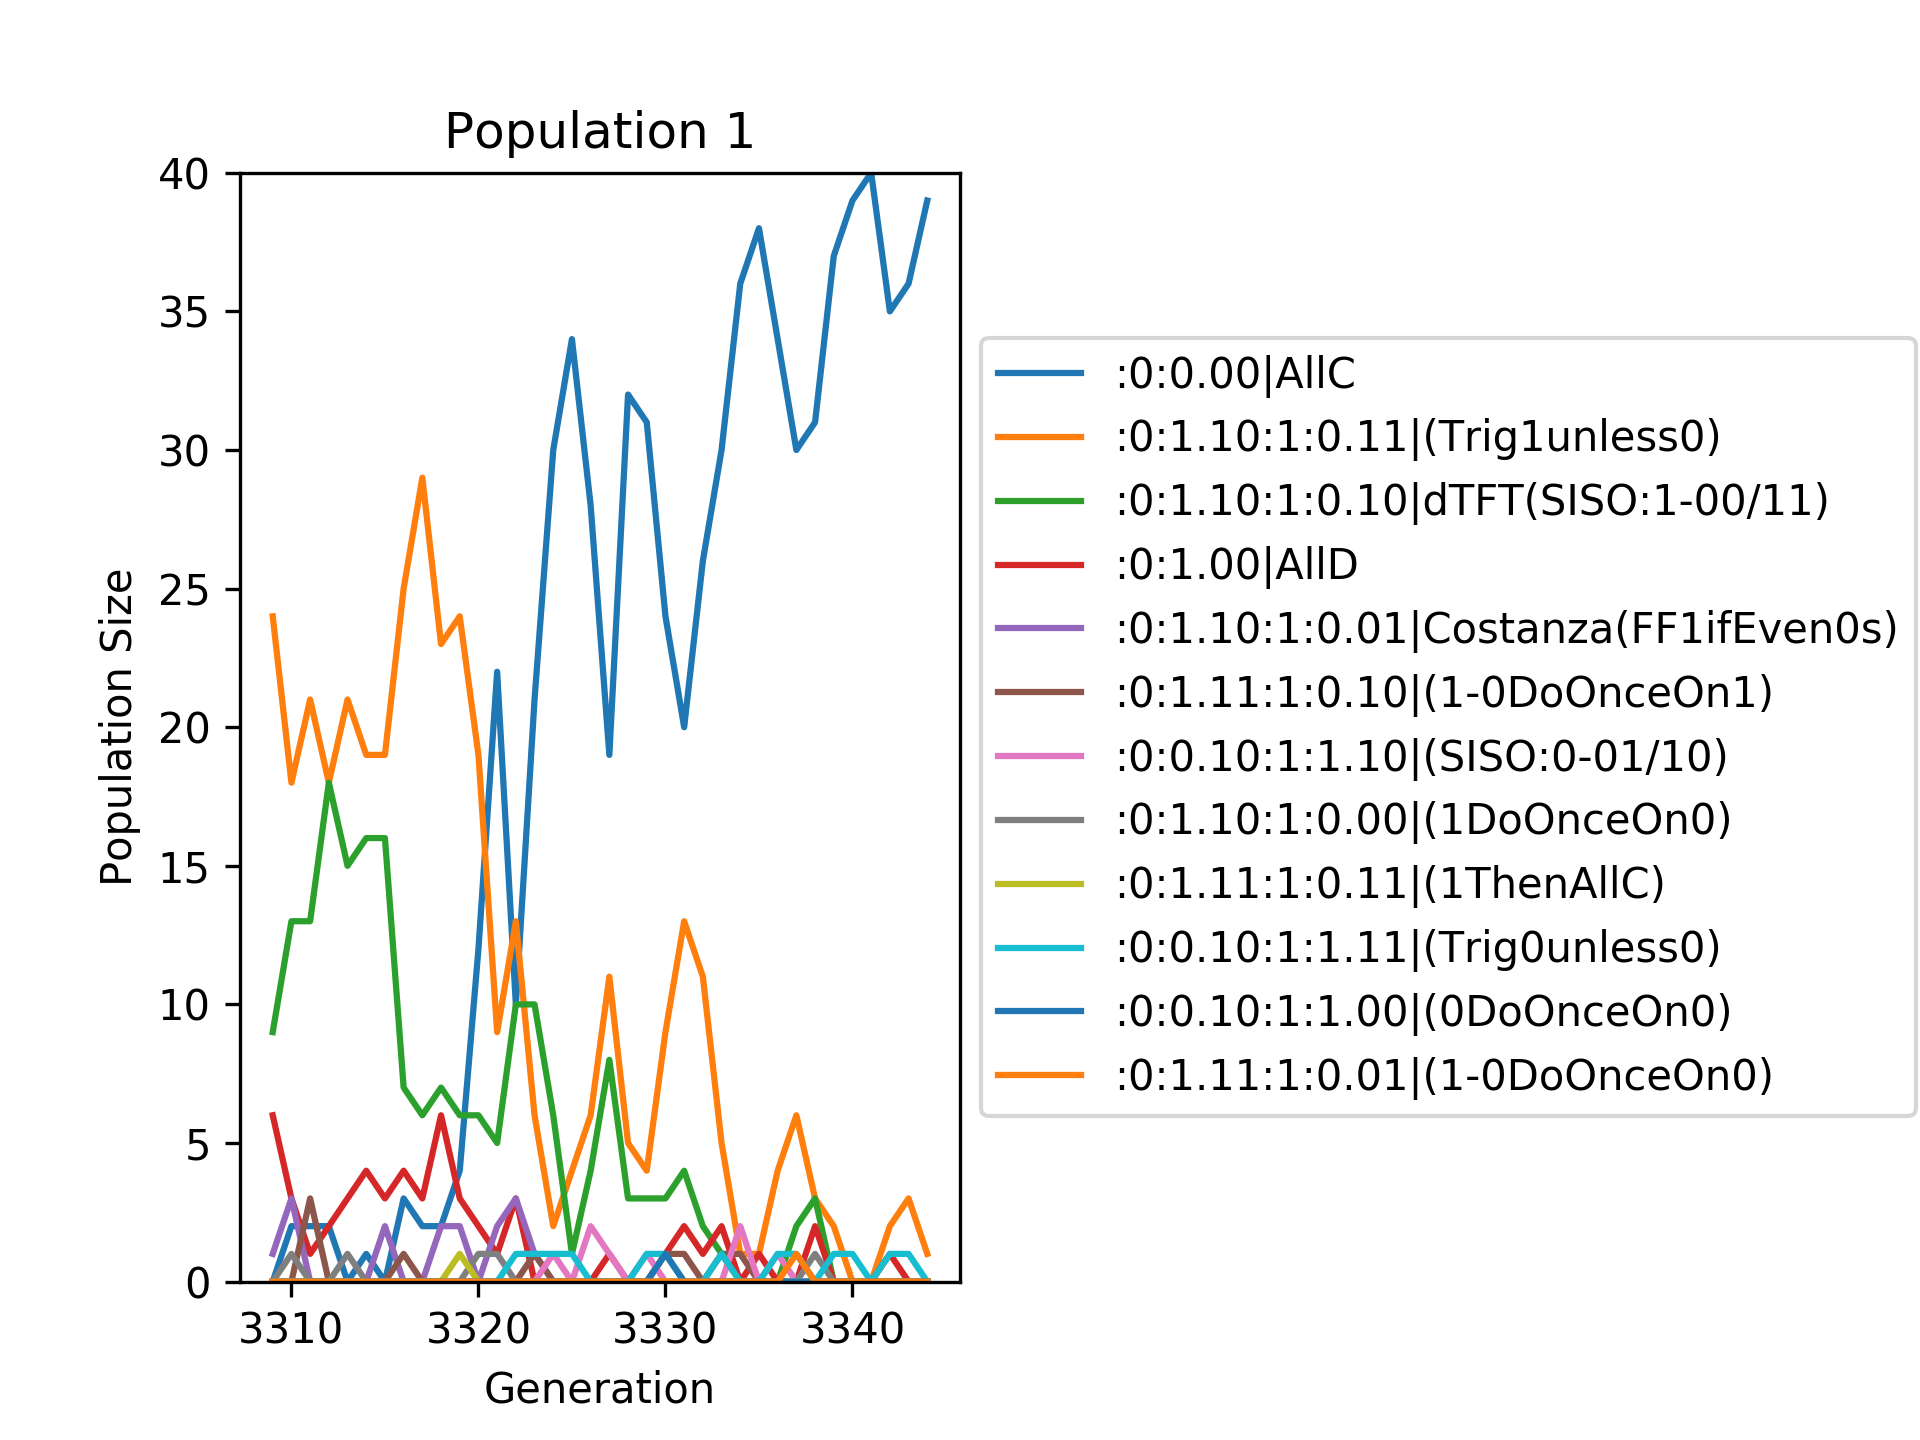 Population 1
40
35
30
25
20
15
10
5
0
Population Size
3310 3320 3330 3340
Generation
:0:0.00|AllC
:0:1.10:1:0.11|(Trig1unless0)
:0:1.10:1:0.10|dTFT(SISO:1-00/11)
:0:1.00|AllD
:0:1.10:1:0.01|Costanza(FF1ifEven0s)
:0:1.11:1:0.10|(1-0DoOnceOn1)
:0:0.10:1:1.10|(SISO:0-01/10)
:0:1.10:1:0.00|(1DoOnceOn0)
:0:1.11:1:0.11|(1ThenAllC)
:0:0.10:1:1.11|(Trig0unless0)
:0:0.10:1:1.00|(0DoOnceOn0)
:0:1.11:1:0.01|(1-0DoOnceOn0)